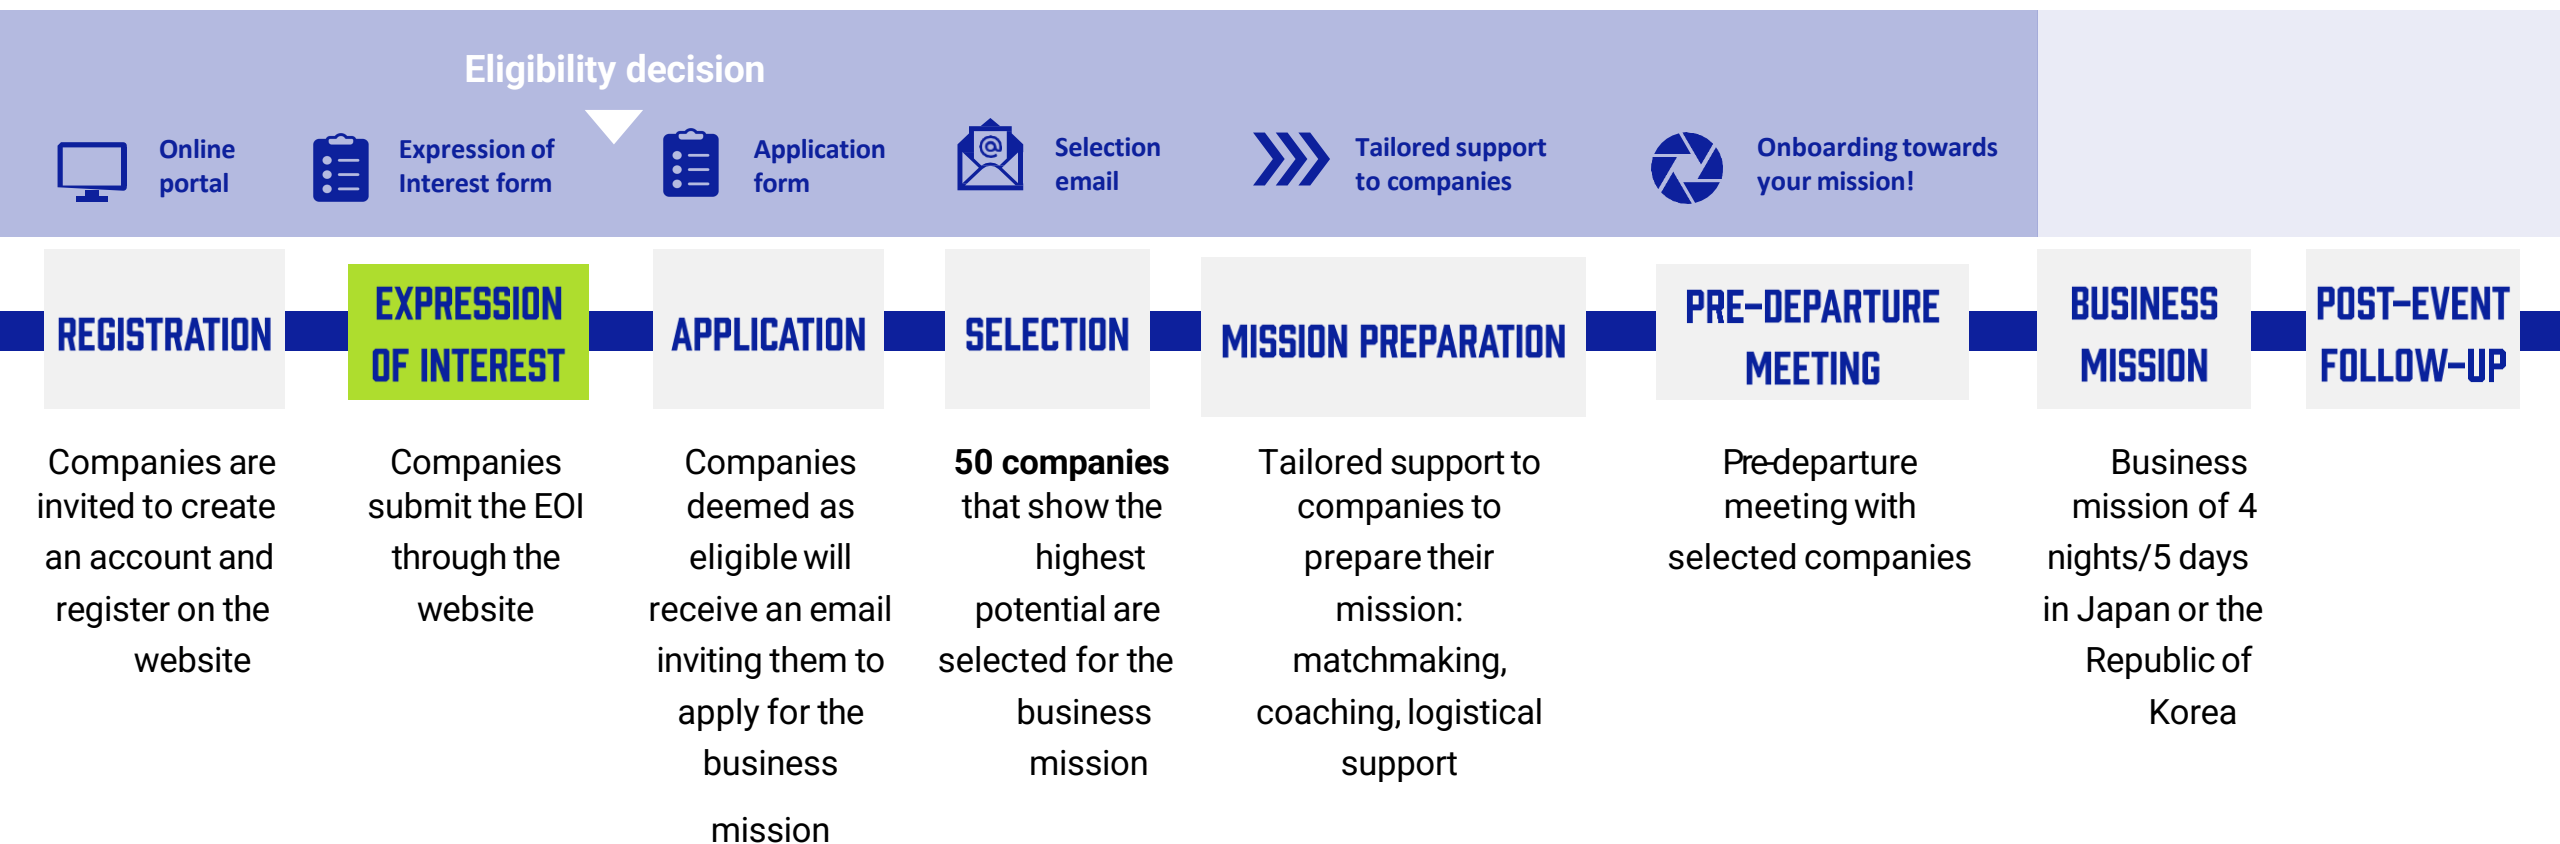 Eligibility decision
Online
portal
Expression of
Interest form
Application
form
@
Selection
email
Tailored support
to companies
Onboarding towards
your mission!
REGISTRATION
EXPRESSION
OF INTEREST
APPLICATION
SELECTION
MISSION PREPARATION
PRE-DEPARTURE
MEETING
BUSINESS
MISSION
POST-EVENT
FOLLOW-UP
Companies are
invited to create
an account and
register on the
website
Companies
submit the EOI
through the
website
Companies
deemed as
eligible will
receive an email
inviting them to
apply for the
business
mission
50 companies
that show the
highest
potential are
selected for the
business
mission
Tailored support to
companies to
prepare their
mission:
matchmaking,
coaching, logistical
support
Pre-departure
meeting with
selected companies
Business
mission of 4
nights/5 days
in Japan or the
Republic of
Korea